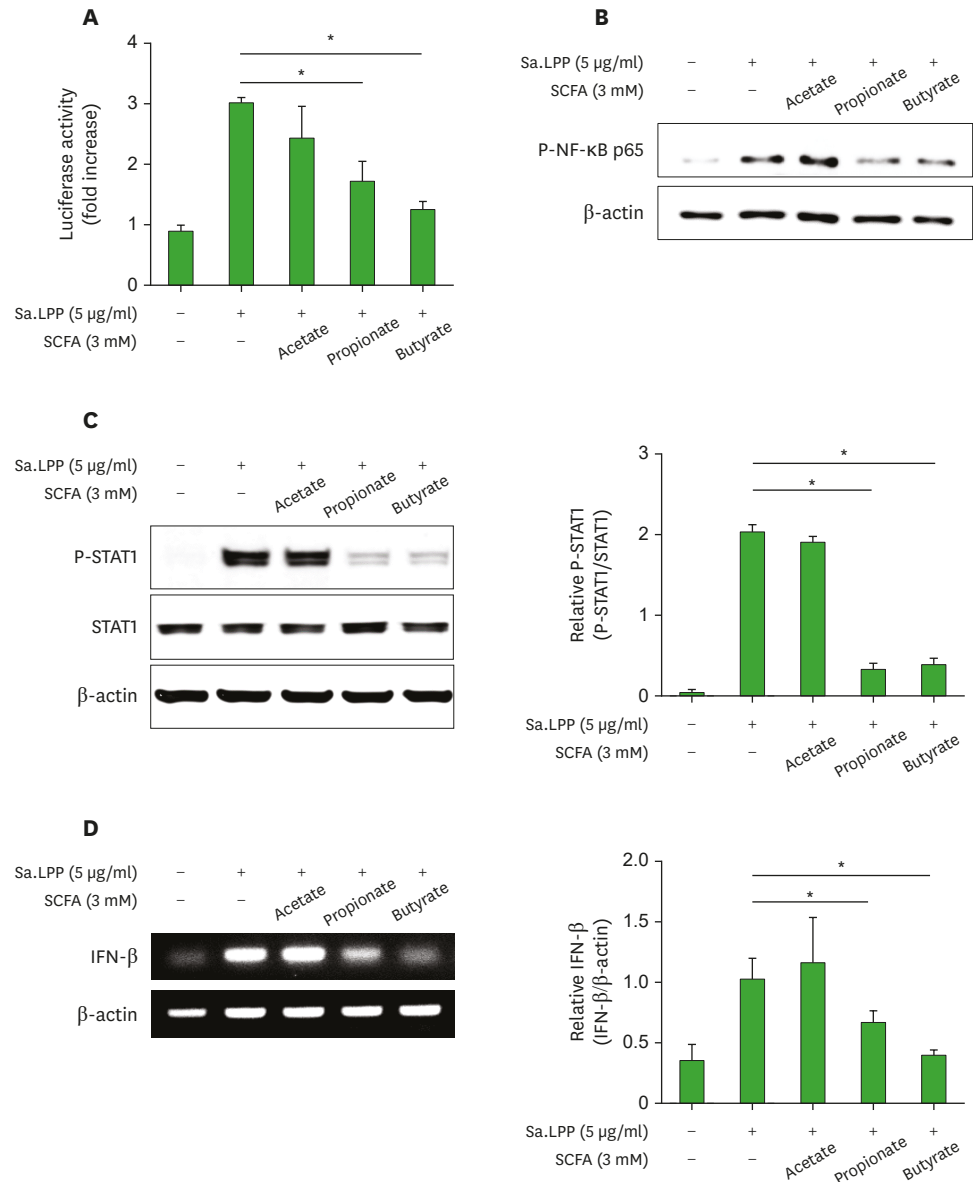 A
Luciferase activity
(fold increase)
4
3
2
1
0
Sa.LPP (5 µg/ml) – + + + +
SCFA (3 mM) – – Acetate Propionate Butyrate
* *
B
Sa.LPP (5 µg/ml) – + + + +
SCFA (3 mM) – – Acetate Propionate Butyrate
P-NF-κB p65
β-actin
C
Sa.LPP (5 µg/ml) – + + + +
SCFA (3 mM) – – Acetate Propionate Butyrate
P-STAT1
STAT1
β-actin
Relative P-STAT1
(P-STAT1/STAT1)
3
2
1
0
* *
Sa.LPP (5 µg/ml) – + + + +
SCFA (3 mM) – – Acetate Propionate Butyrate
D
Sa.LPP (5 µg/ml) – + + + +
SCFA (3 mM) – – Acetate Propionate Butyrate
IFN-β
β-actin
Relative IFN-β
(IFN-β/β-actin)
2.0
1.5
1.0
0.5
0
* *
Sa.LPP (5 µg/ml) – + + + +
SCFA (3 mM) – – Acetate Propionate Butyrate